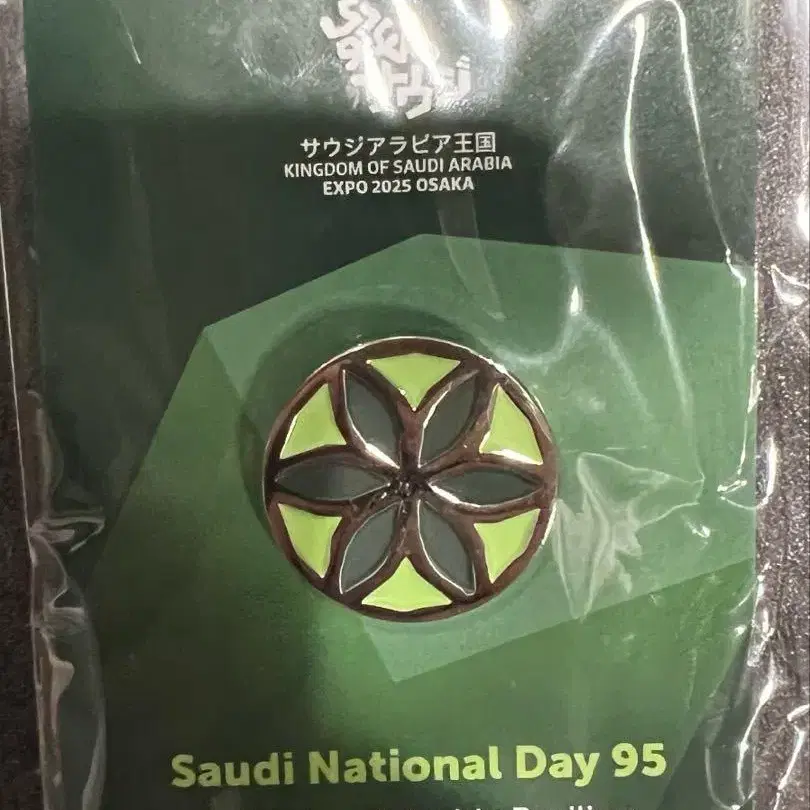 サウジアラビア王国
KINGDOM OF SAUDI ARABIA
EXPO 2025 OSAKA
Saudi National Day 95